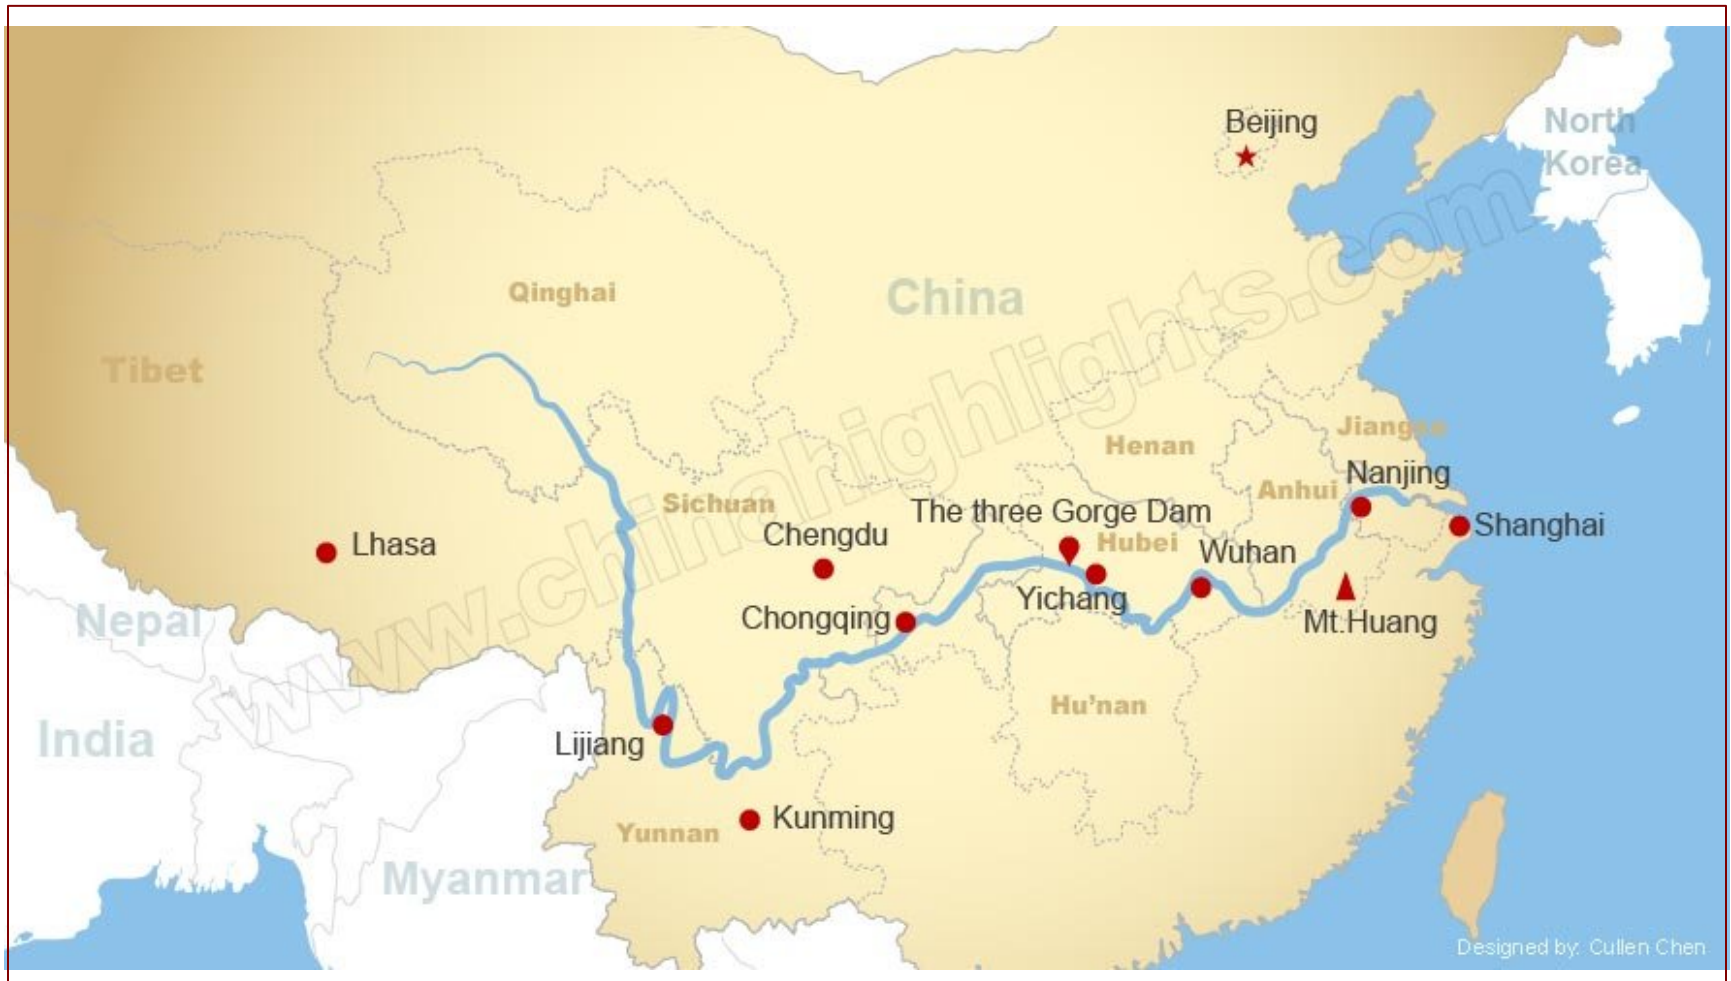 Beijing
North
Korea
Qinghai
China
Tibet
Jiangsu
Henan
Nanjing
Anhui
Sichuan
The three Gorge Dam
Shanghai
Chengdu
Hubei
Lhasa
Wuhan
Yichang
Chongqing
Nepal
Mt.Huang
Hu'nan
India
Lijiang
Kunming
Yunnan
Myanmar
www.chinahighlights.com
Designed by: Cullen Chen